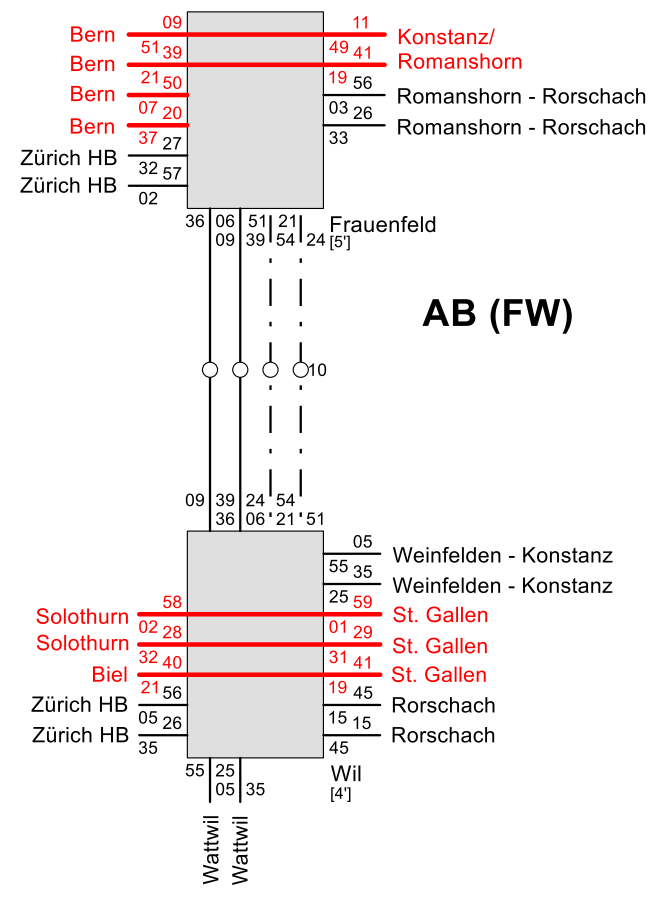 09 11
Bern Konstanz/
51 39 49 41
Bern Romanshorn
21 50 19 56
Bern Romanshorn - Rorschach
07 20 03 26
Bern Romanshorn - Rorschach
37 27 33
Zürich HB
32 57
Zürich HB
02
36 06 51 21 Frauenfeld
09 39 54 24 [5']
AB (FW)
10
09 39 24 54
36 06 21 51
05
Weinfelden - Konstanz
55 35
Weinfelden - Konstanz
58 25 59
Solothurn St. Gallen
02 28 01 29
Solothurn St. Gallen
32 40 31 41
Biel St. Gallen
21 56 19 45
Zürich HB Rorschach
05 26 15 15
Zürich HB Rorschach
35 45
55 25 Wil
05 35 [4']
Wattwil
Wattwil